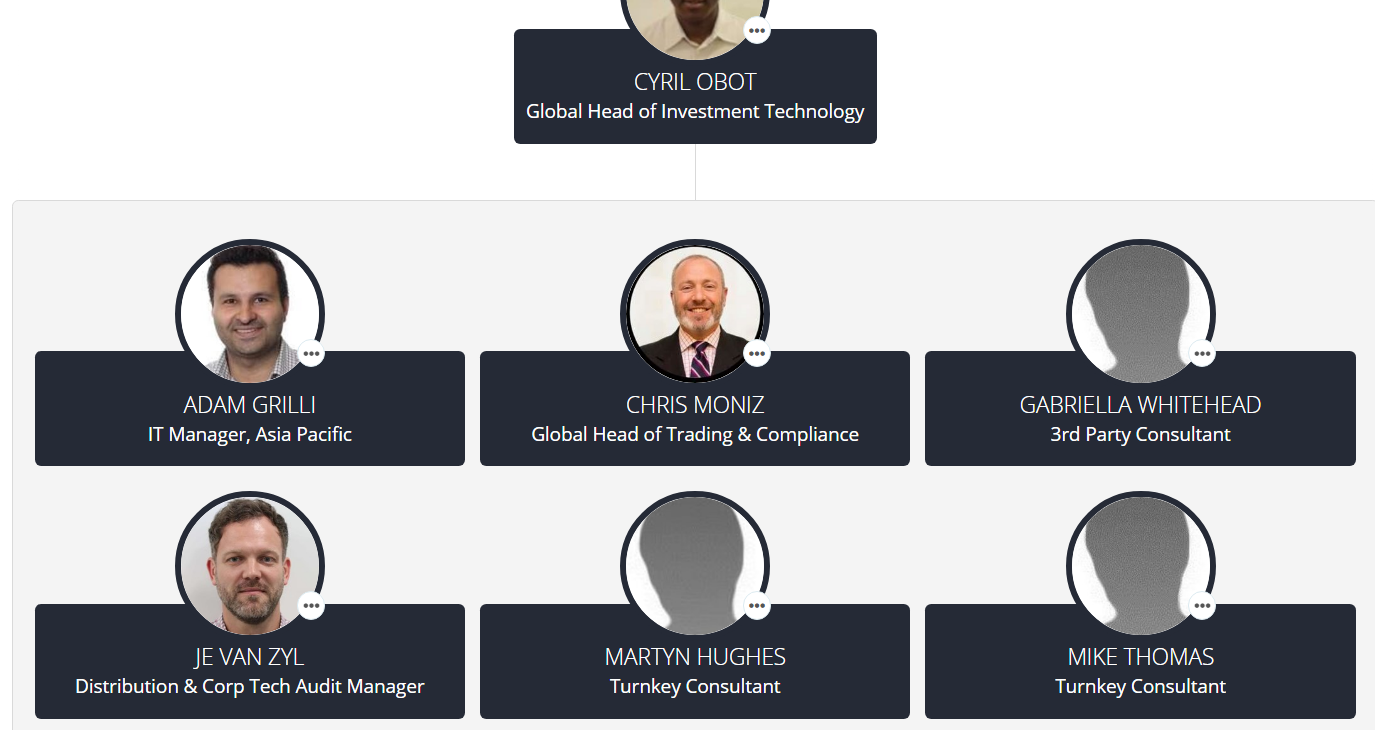 CYRIL OBOT
Global Head of Investment Technology
ADAM GRILLI
IT Manager, Asia Pacific
CHRIS MONIZ
Global Head of Trading & Compliance
GABRIELLA WHITEHEAD
3rd Party Consultant
JE VAN ZYL
Distribution & Corp Tech Audit Manager
MARTYN HUGHES
Turnkey Consultant
MIKE THOMAS
Turnkey Consultant